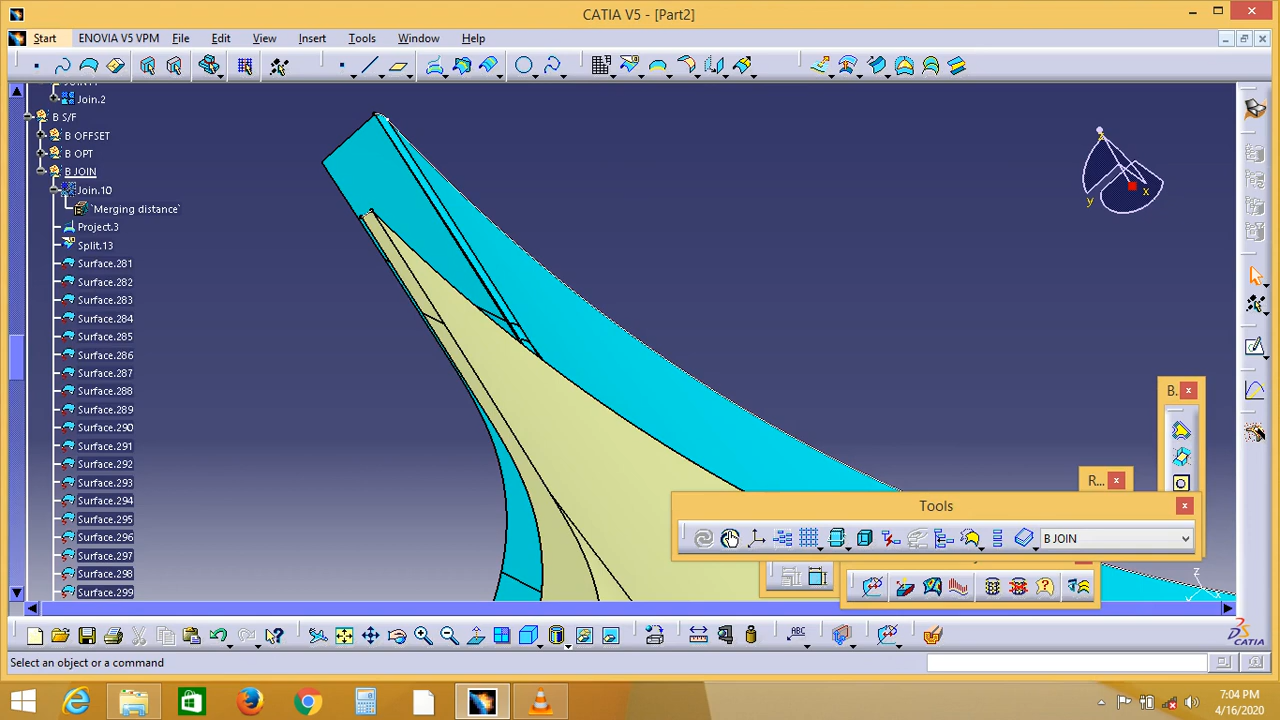 CATIA V5 - [Part2]
Start
ENOVIA V5 VPM
File
Edit
View
Insert
Tools
Window
Help
Join.2
B S/F
B OFFSET
B OPT
B JOIN
Join.10
`Merging distance`
Project.3
Split.13
Surface.281
Surface.282
Surface.283
Surface.284
Surface.285
Surface.286
Surface.287
Surface.288
Surface.289
Surface.290
Surface.291
Surface.292
Surface.293
Surface.294
Surface.295
Surface.296
Surface.297
Surface.298
Surface.299
x
y
B.
R...
Tools
B JOIN
z
ABC
CATIA
Select an object or a command
7:04 PM
4/16/2020